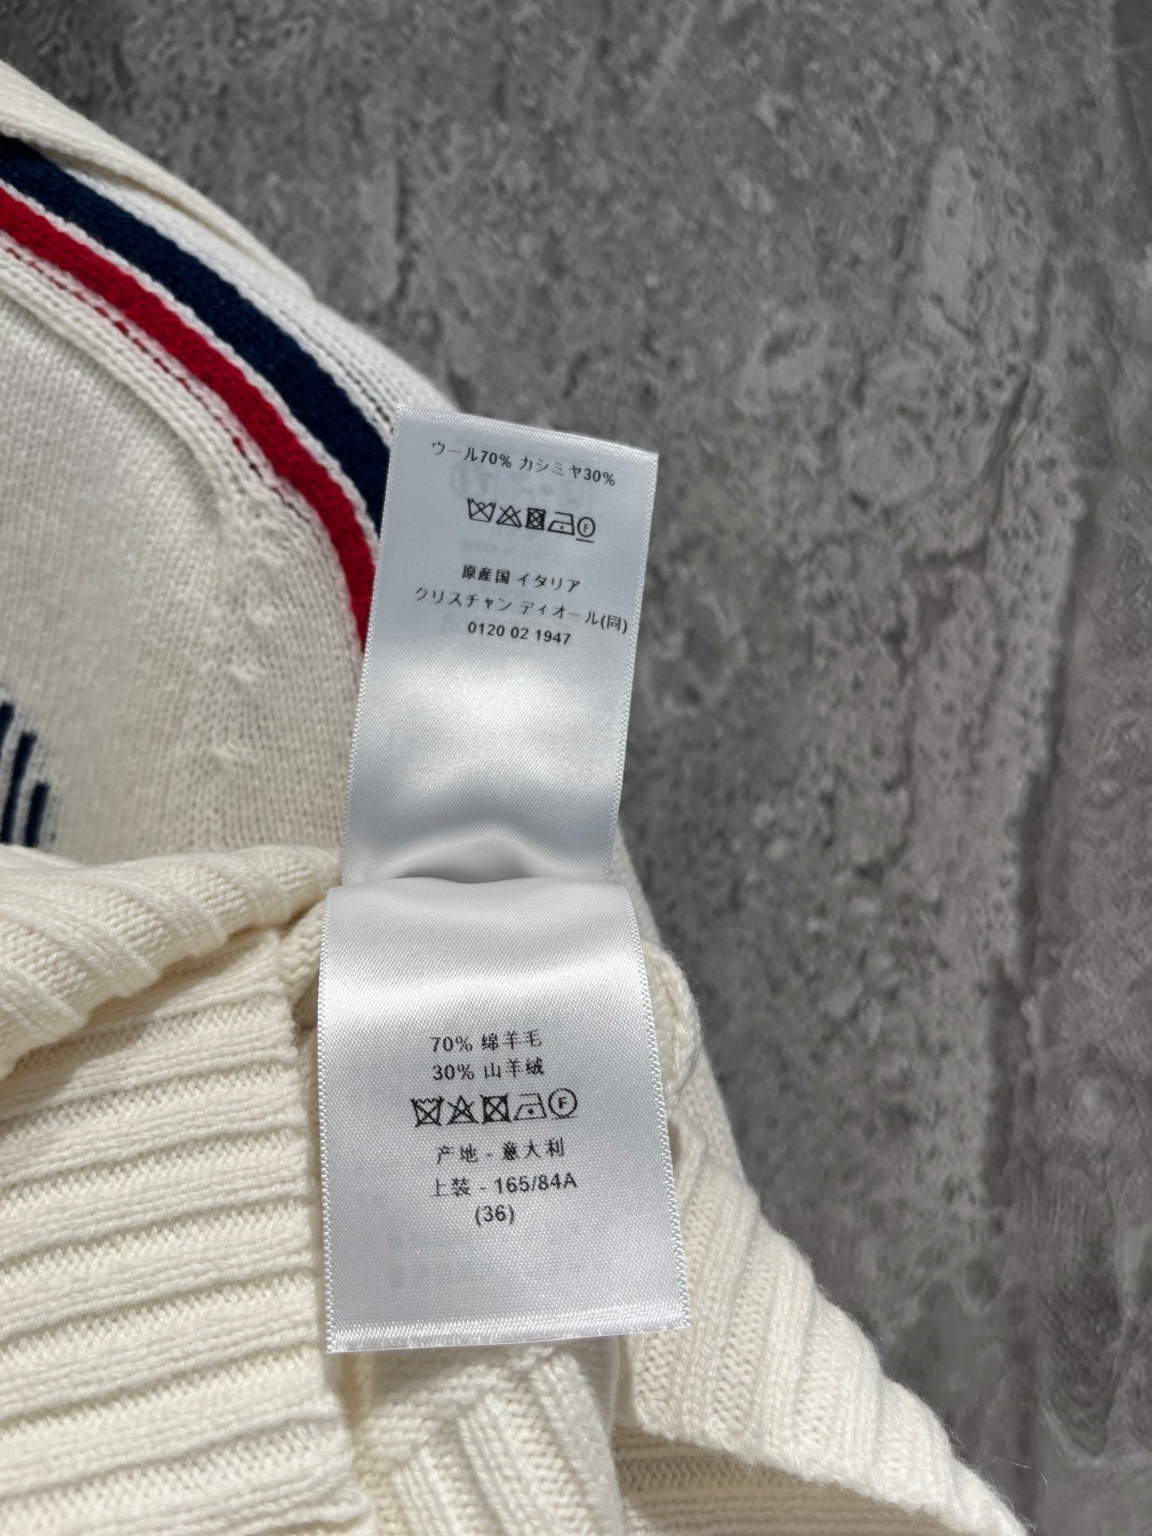 ウール70% カシミヤ30%
F
原産国 イタリア
クリスチャン ディオール(同)
0120 02 1947
70% 绵羊毛
30% 山羊绒
F
产地 - 意大利
上装 - 165/84A
(36)